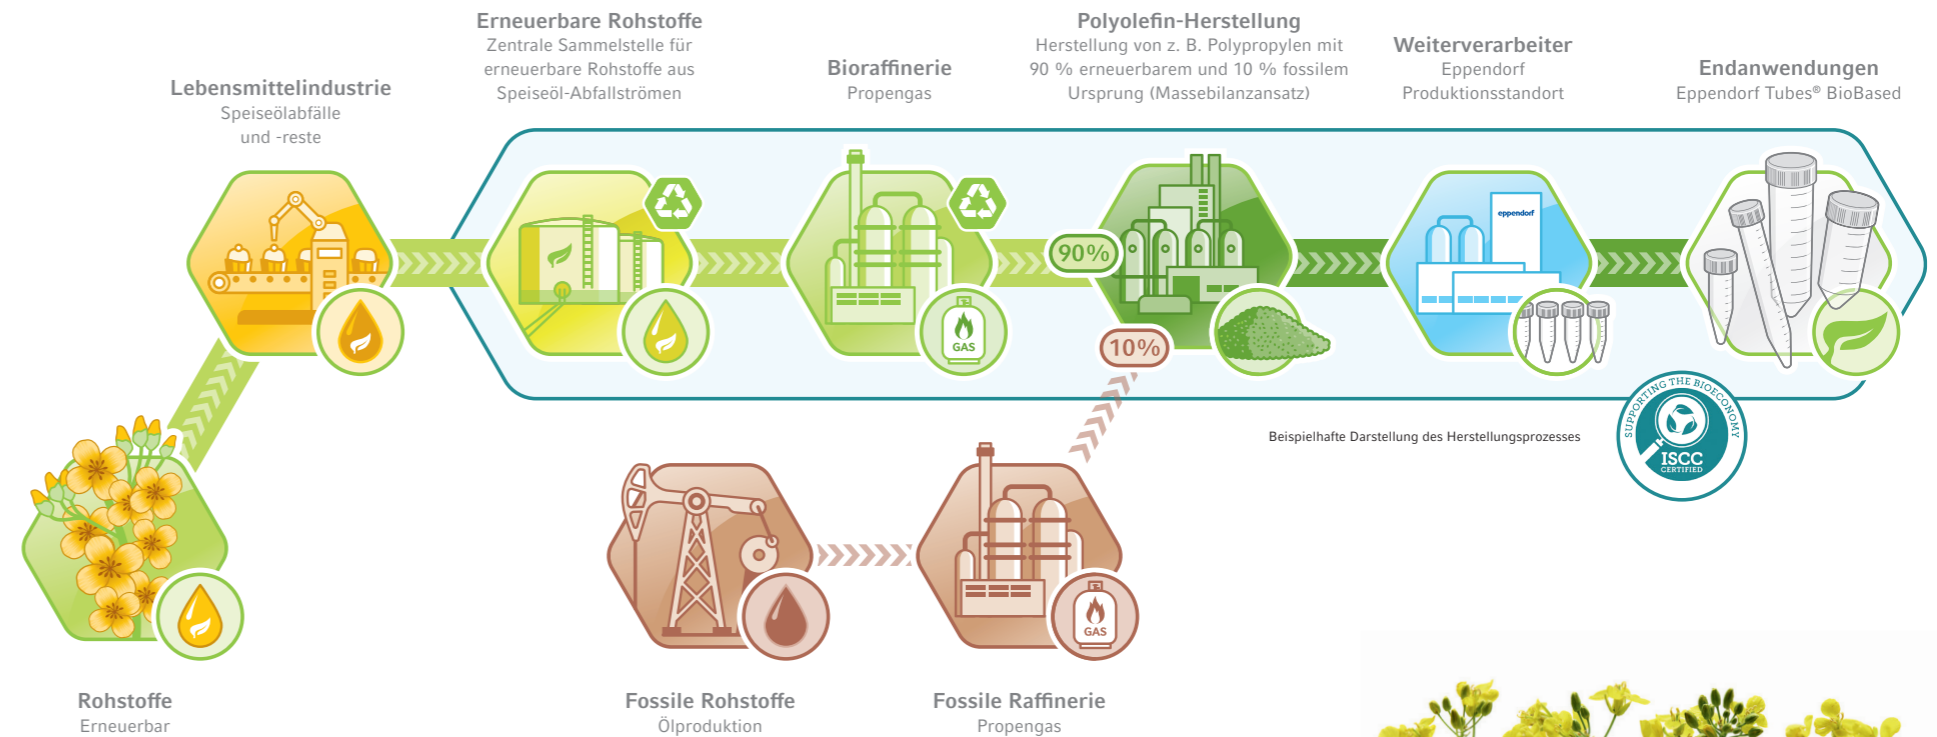 Erneuerbare Rohstoffe
Zentrale Sammelstelle für
erneuerbare Rohstoffe aus
Speiseöl-Abfallströmen
Polyolefin-Herstellung
Herstellung von z. B. Polypropylen mit
90 % erneuerbarem und 10 % fossilem
Ursprung (Massebilanzansatz)
Weiterverarbeiter
Eppendorf
Produktionsstandort
Bioraffinerie
Propengas
Endanwendungen
Eppendorf Tubes® BioBased
Lebensmittelindustrie
Speiseölabfälle
und -reste
eppendorf
90%
10%
GAS
SUPPORTING THE BIOECONOMY
ISCC
CERTIFIED
Beispielhafte Darstellung des Herstellungsprozesses
GAS
Rohstoffe
Erneuerbar
Fossile Rohstoffe
Ölproduktion
Fossile Raffinerie
Propengas